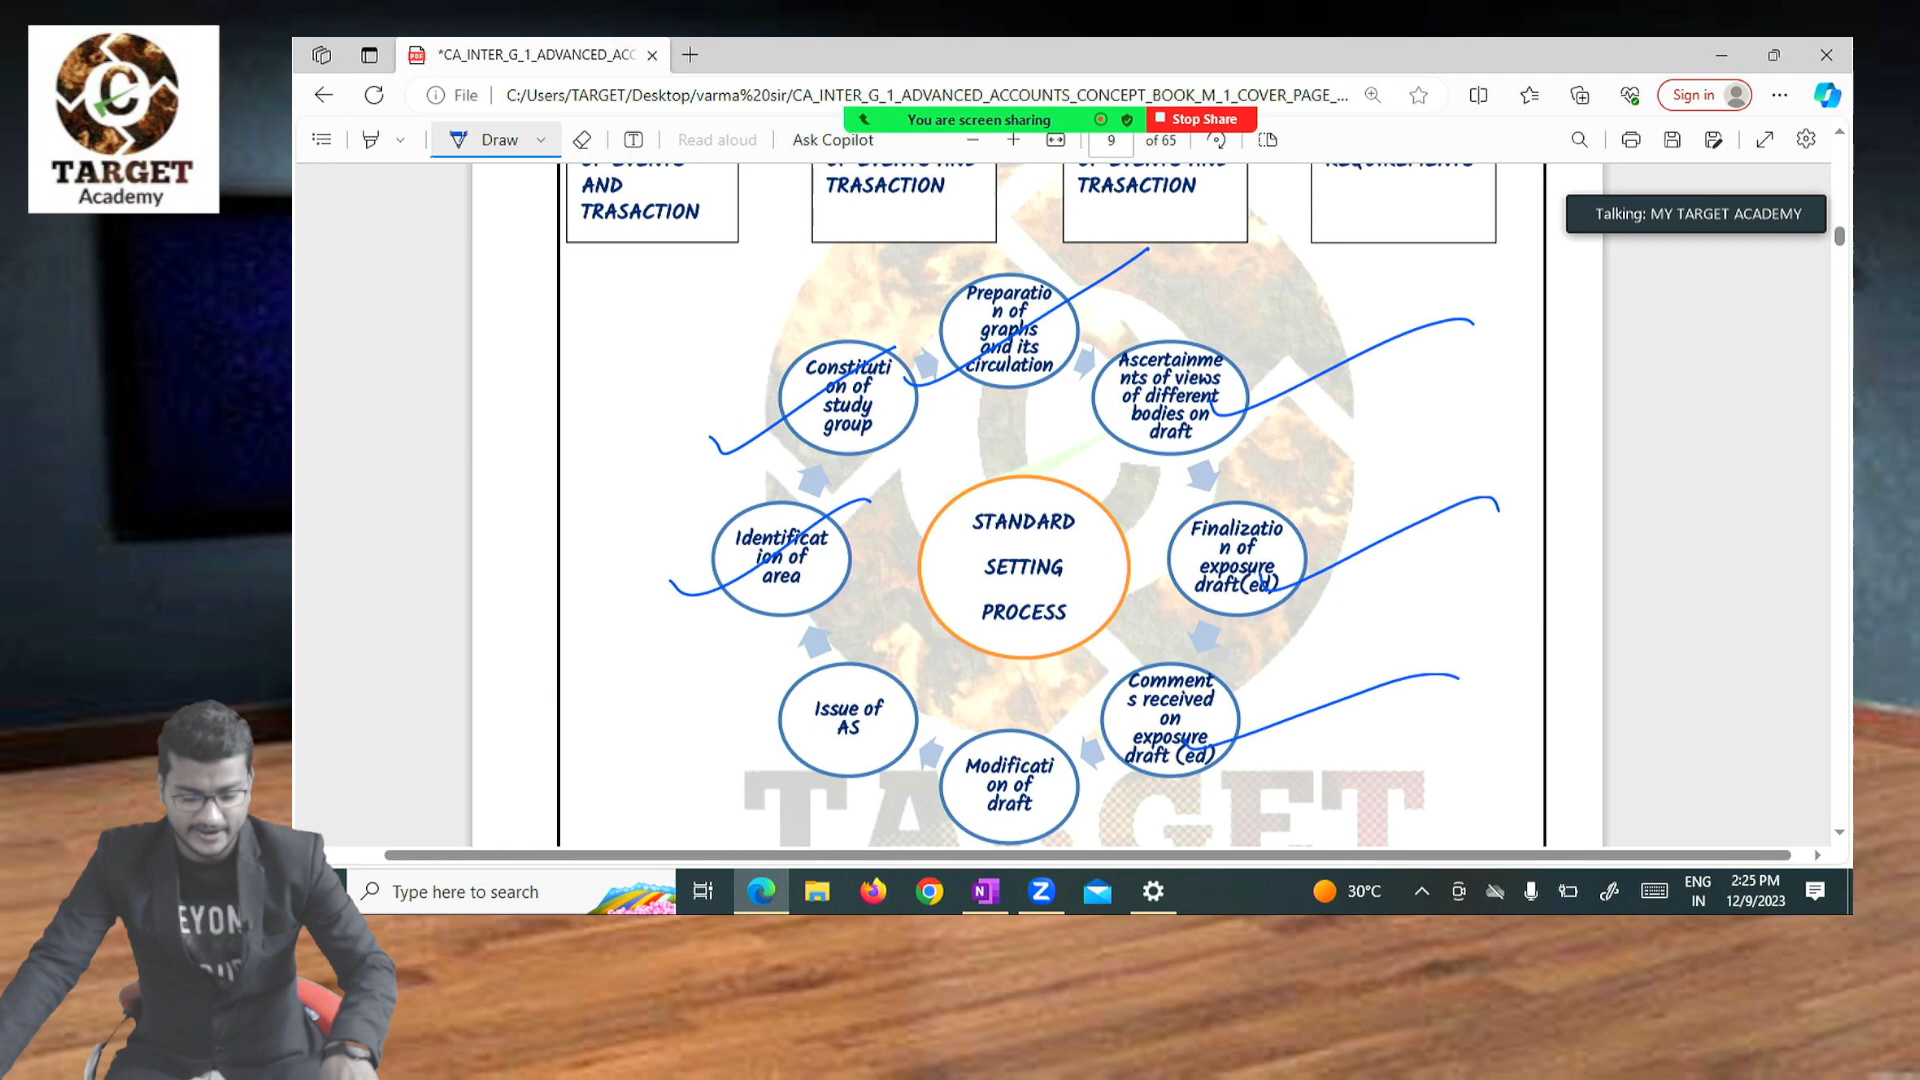 TARGET
Academy
*CA_INTER_G_1_ADVANCED_ACC
File
C:/Users/TARGET/Desktop/varma%20sir/CA_INTER_G_1_ADVANCED_ACCOUNTS_CONCEPT_BOOK_M_1_COVER_PAGE_...
Sign in
You are screen sharing
Stop Share
Draw
Read aloud
Ask Copilot
9
of 65
Talking: MY TARGET ACADEMY
AND
TRASACTION
TRASACTION
TRASACTION
Preparatio
n of
graphs
and its
circulation
Constituti
on of
study
group
Ascertainme
nts of views
of different
bodies on
draft
Identificat
ion of
area
STANDARD
SETTING
PROCESS
Finalizatio
n of
exposure
draft(ed)
Issue of
AS
Comment
s received
on
exposure
draft (ed)
Modificati
on of
draft
TARGET
Type here to search
30°C
ENG
IN
2:25 PM
12/9/2023